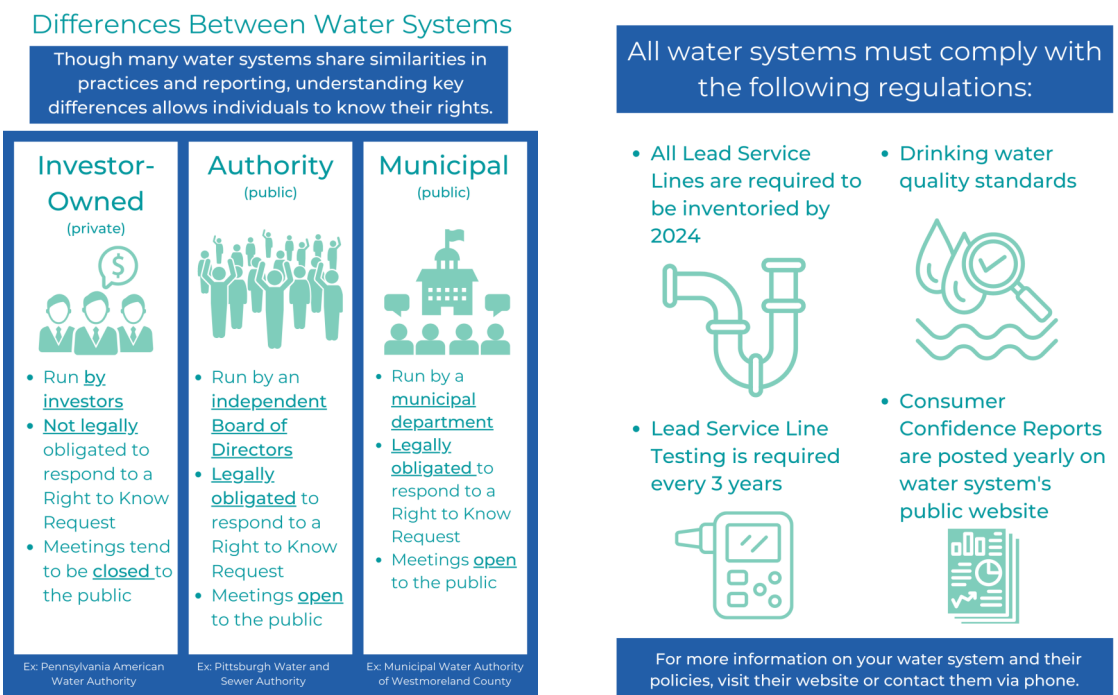 Differences Between Water Systems
Though many water systems share similarities in
practices and reporting, understanding key
differences allows individuals to know their rights.
Investor-
Owned
(private)
$
• Run by
investors
• Not legally
obligated to
respond to a
Right to Know
Request
• Meetings tend
to be closed to
the public
Ex: Pennsylvania American
Water Authority
Authority
(public)
• Run by an
independent
Board of
Directors
• Legally
obligated to
respond to a
Right to Know
Request
• Meetings open
to the public
Ex: Pittsburgh Water and
Sewer Authority
Municipal
(public)
• Run by a
municipal
department
• Legally
obligated to
respond to a
Right to Know
Request
• Meetings open
to the public
Ex: Municipal Water Authority
of Westmoreland County
All water systems must comply with
the following regulations:
• All Lead Service
Lines are required to
be inventoried by
2024
• Drinking water
quality standards
• Lead Service Line
Testing is required
every 3 years
• Consumer
Confidence Reports
are posted yearly on
water system's
public website
For more information on your water system and their
policies, visit their website or contact them via phone.